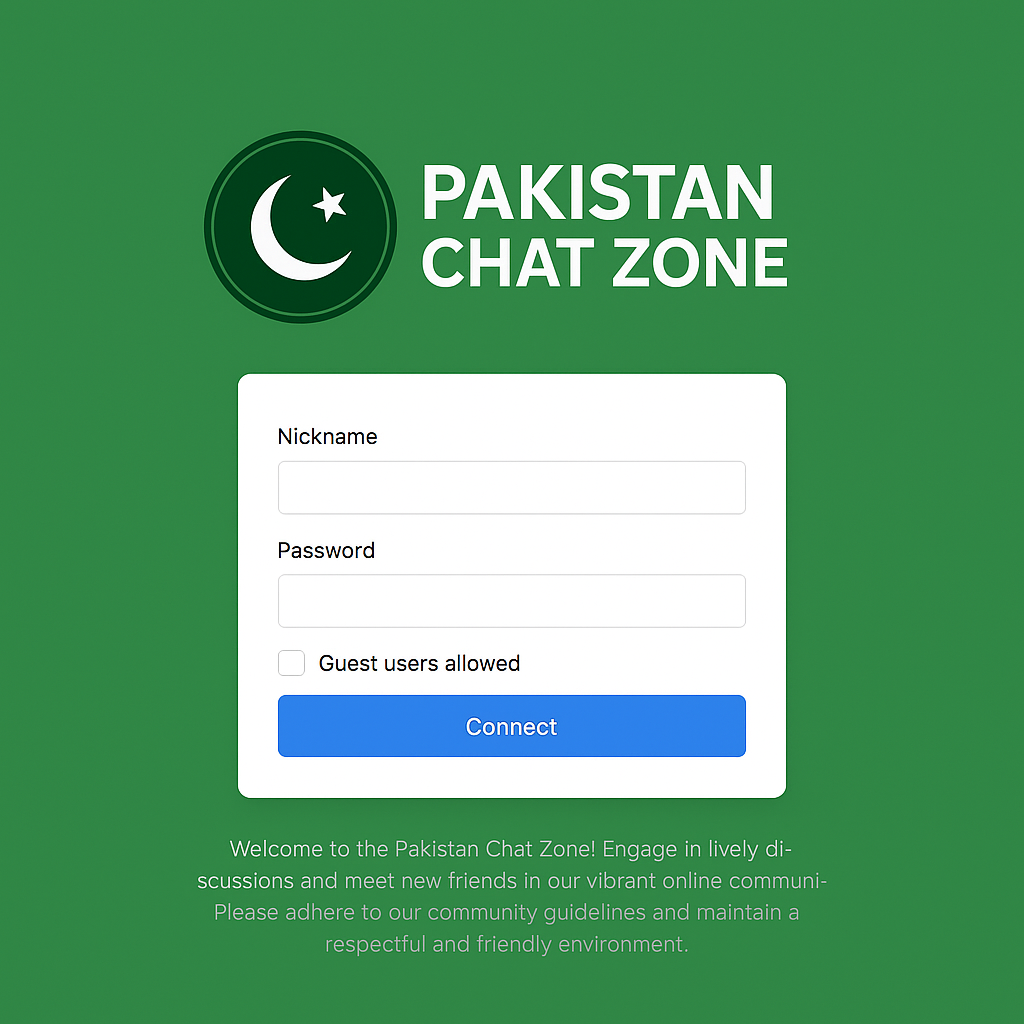 PAKISTAN
CHAT ZONE
Nickname
Password
Guest users allowed
Connect
Welcome to the Pakistan Chat Zone! Engage in lively di-
scussions and meet new friends in our vibrant online communi-
Please adhere to our community guidelines and maintain a
respectful and friendly environment.